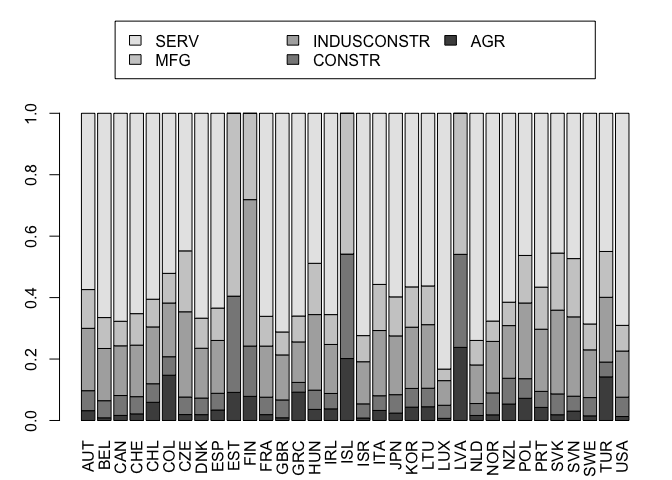 SERV INDUSCONSTR AGR
MFG CONSTR
1.0
0.8
0.6
0.4
0.2
0.0
AUT BEL CAN CHE CHL COL CZE DNK ESP EST FIN FRA GBR GRC HUN IRL ISL ISR ITA JPN KOR LTU LUX LVA NLD NOR NZL POL PRT SVK SVN SWE TUR USA